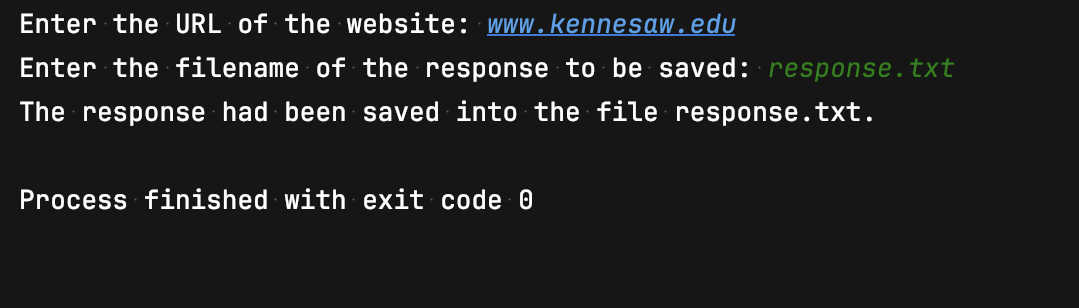 Enter the URL of the website: www.kennesaw.edu
Enter the filename of the response to be saved: response.txt
The response had been saved into the file response.txt.
Process finished with exit code 0